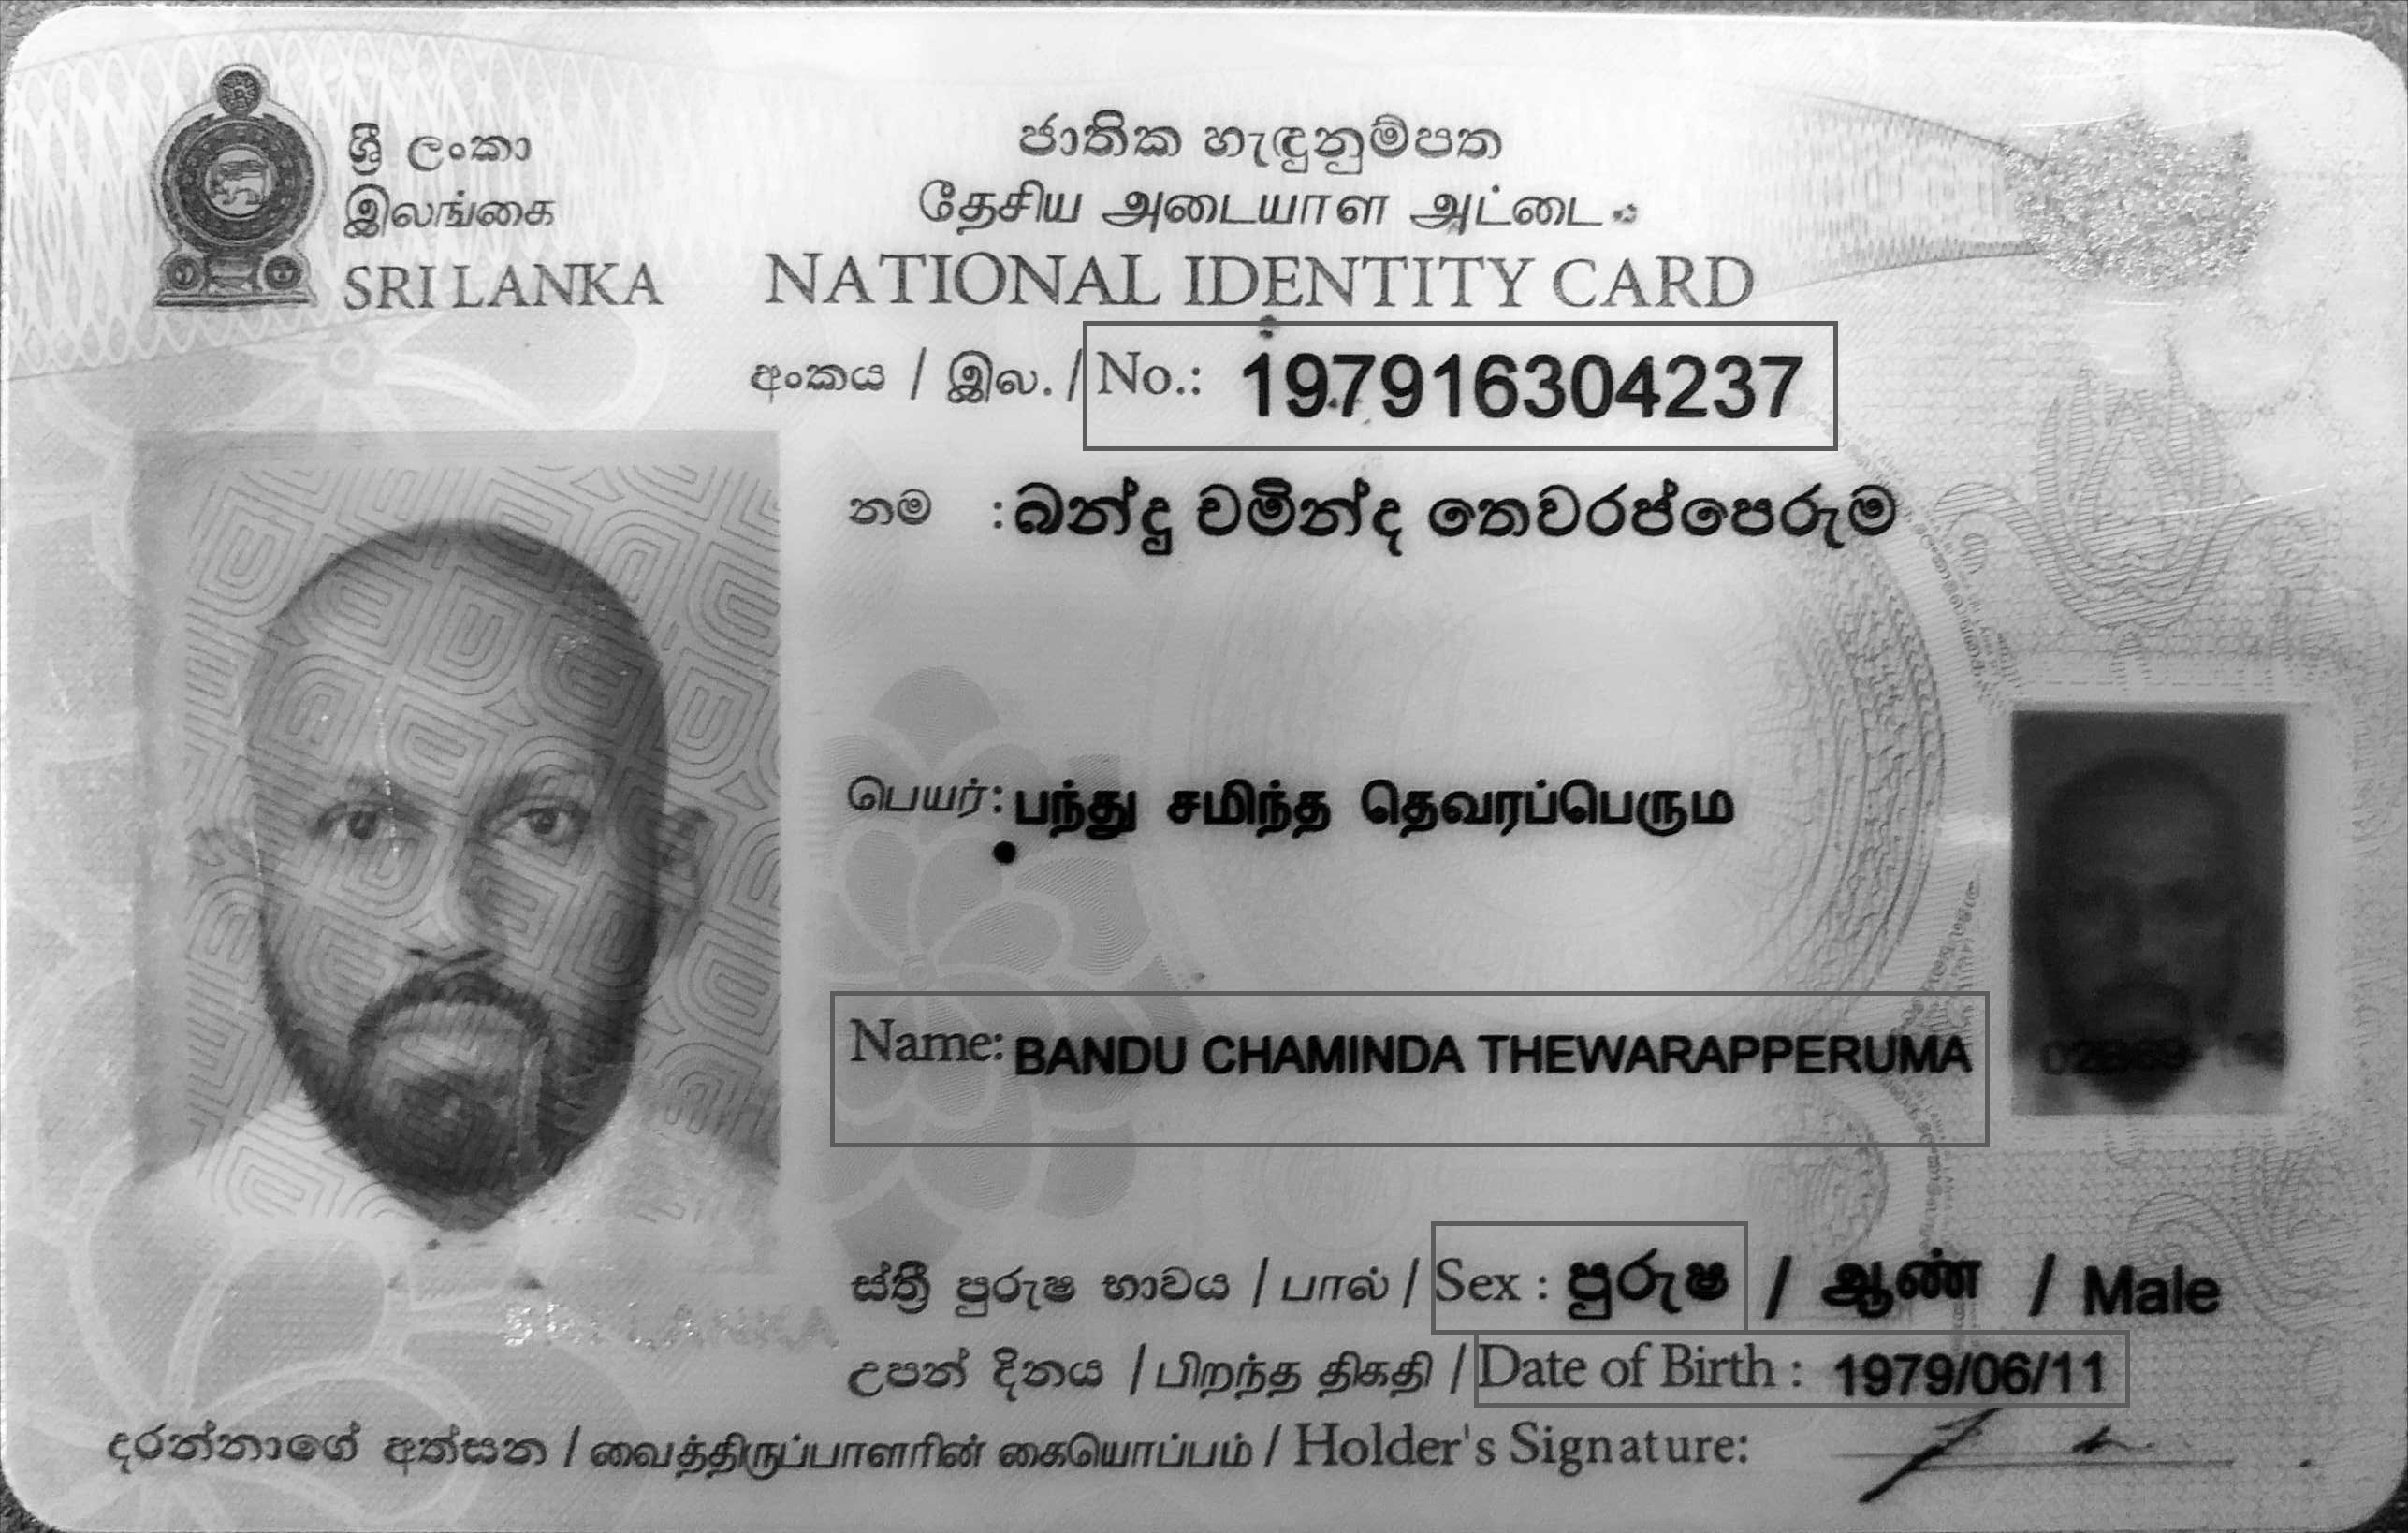 ශ්‍රී ලංකා
இலங்கை
SRI LANKA
ජාතික හැඳුනුම්පත
தேசிய அடையாள அட்டை
NATIONAL IDENTITY CARD
අංකය / இல. / No.: 197916304237
නම : බන්දු චමින්ද තෙවරප්පෙරුම
பெயர்: பந்து சமிந்த தெவரப்பெரும
Name: BANDU CHAMINDA THEWARAPPERUMA
ස්ත්‍රී පුරුෂ භාවය / பால் / Sex : පුරුෂ / ஆண் / Male
SRI LANKA
උපන් දිනය / பிறந்த திகதி / Date of Birth : 1979/06/11
දරන්නාගේ අත්සන / வைத்திருப்பாளரின் கையொப்பம் / Holder's Signature: